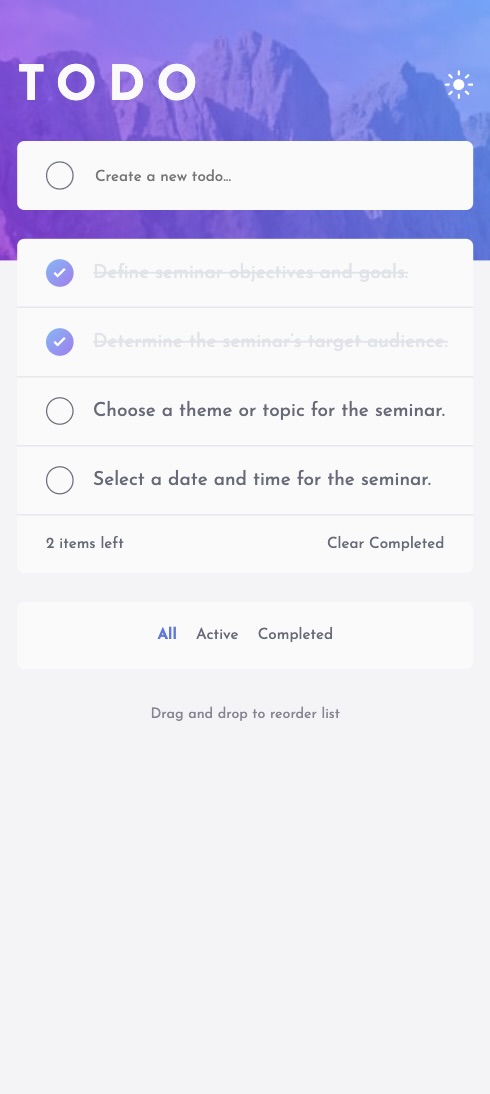 TODO
Create a new todo...
Define seminar objectives and goals.
Determine the seminar's target audience.
Choose a theme or topic for the seminar.
Select a date and time for the seminar.
2 items left Clear Completed
All Active Completed
Drag and drop to reorder list